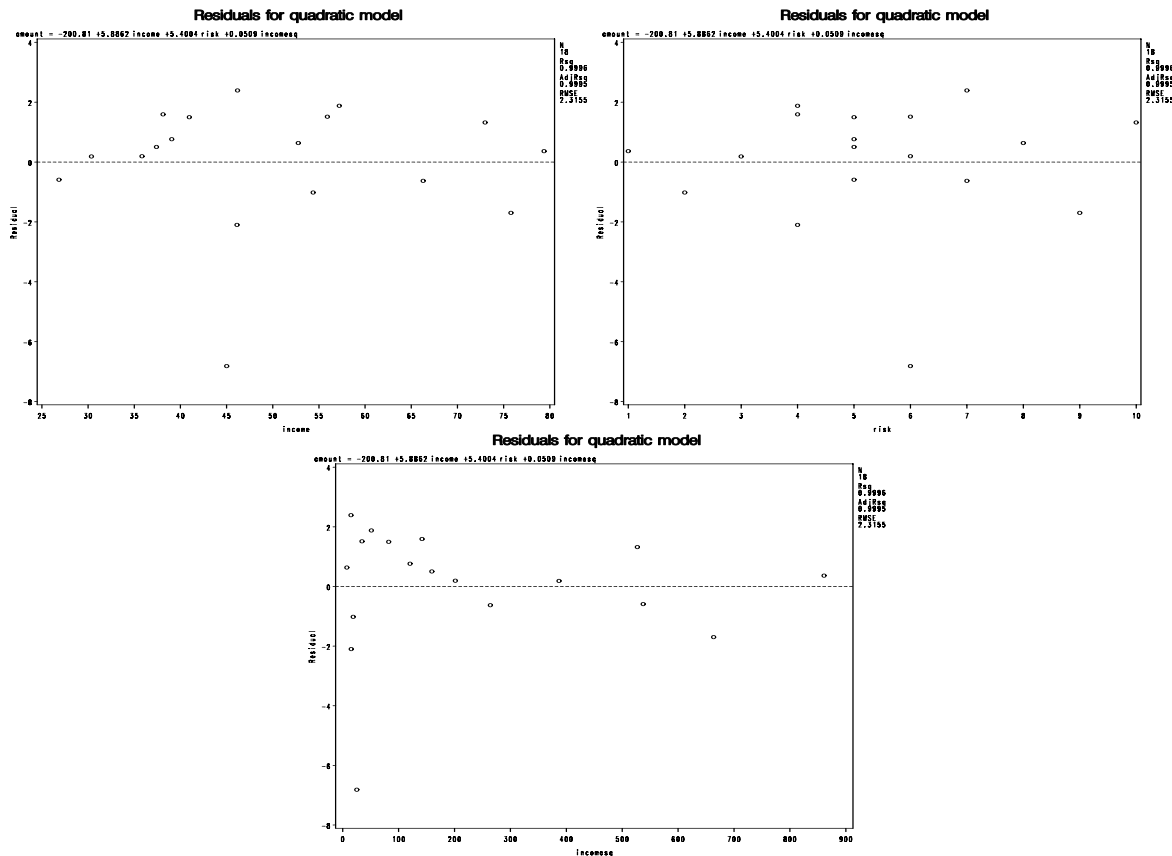 Residuals for quadratic model
amount = -200.81 +5.8862 income +5.4004 risk +0.0509 incomesq
N
18
Rsq
0.9996
AdjRsq
0.9995
RMSE
2.3155
4
2
0
-2
-4
-6
-8
Residual
25 30 35 40 45 50 55 60 65 70 75 80
income
Residuals for quadratic model
amount = -200.81 +5.8862 income +5.4004 risk +0.0509 incomesq
N
18
Rsq
0.9996
AdjRsq
0.9995
RMSE
2.3155
4
2
0
-2
-4
-6
-8
Residual
1 2 3 4 5 6 7 8 9 10
risk
Residuals for quadratic model
amount = -200.81 +5.8862 income +5.4004 risk +0.0509 incomesq
N
18
Rsq
0.9996
AdjRsq
0.9995
RMSE
2.3155
4
2
0
-2
-4
-6
-8
Residual
0 100 200 300 400 500 600 700 800 900
incomesq